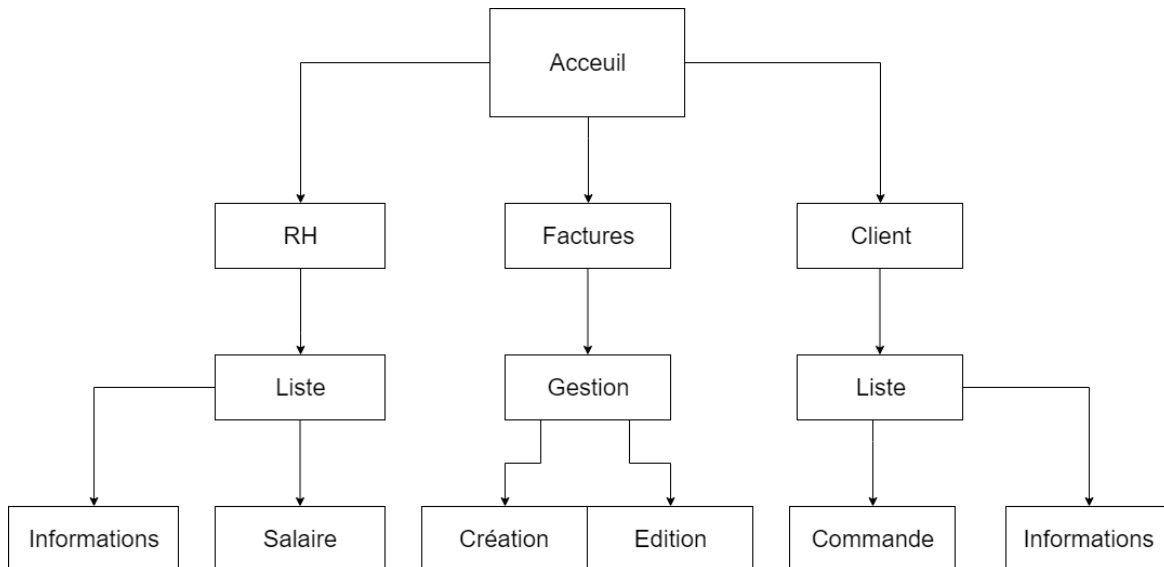 Acceuil
RH
Factures
Client
Liste
Gestion
Liste
Informations
Salaire
Création
Edition
Commande
Informations